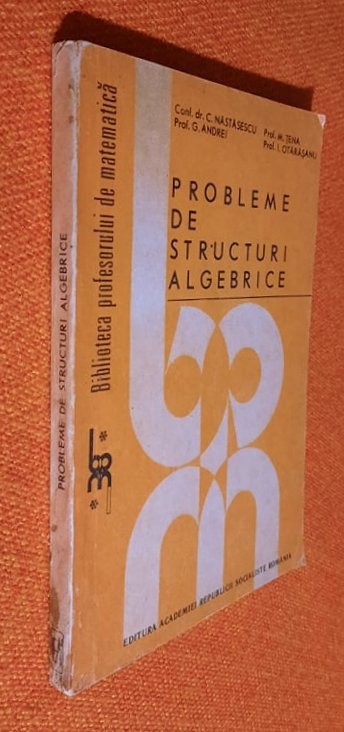 Conf. dr. C. NĂSTĂSESCU Prof. M. ȚENA
Prof. G. ANDREI Prof. I. OTĂRĂȘANU
PROBLEME
DE
STRUCTURI
ALGEBRICE
Biblioteca profesorului de matematică
EDITURA ACADEMIEI REPUBLICII SOCIALISTE ROMÂNIA
PROBLEME DE STRUCTURI ALGEBRICE